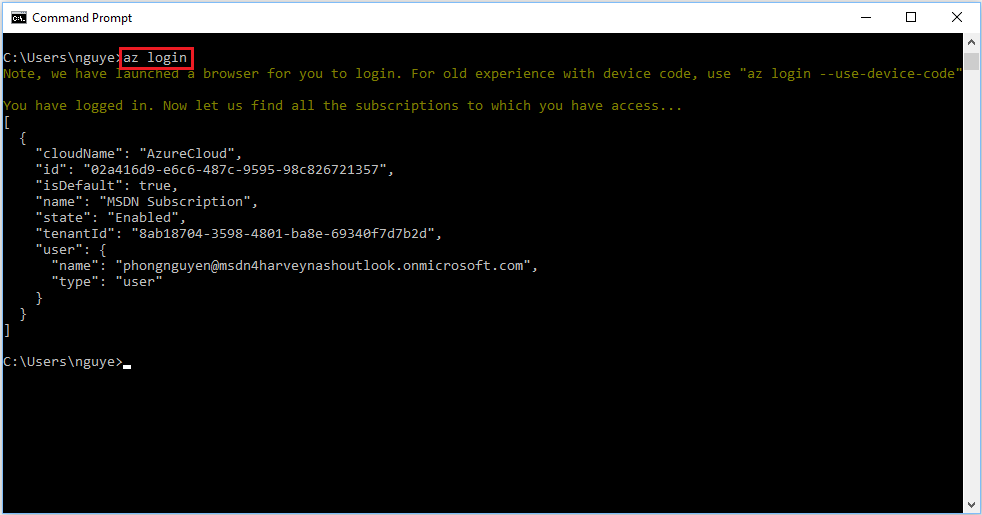 Command Prompt
C:\Users\nguye>az login
Note, we have launched a browser for you to login. For old experience with device code, use "az login --use-device-code"
You have logged in. Now let us find all the subscriptions to which you have access...
[
  {
    "cloudName": "AzureCloud",
    "id": "02a416d9-e6c6-487c-9595-98c826721357",
    "isDefault": true,
    "name": "MSDN Subscription",
    "state": "Enabled",
    "tenantId": "8ab18704-3598-4801-ba8e-69340f7d7b2d",
    "user": {
      "name": "phongnguyen@msdn4harveynashoutlook.onmicrosoft.com",
      "type": "user"
    }
  }
]
C:\Users\nguye>